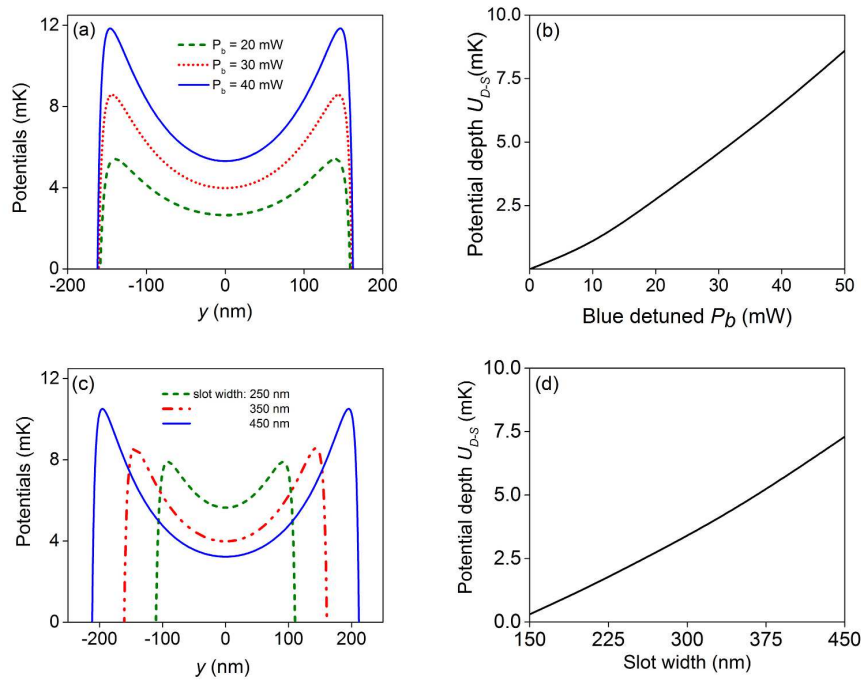 (a)
P_b = 20 mW
P_b = 30 mW
P_b = 40 mW
12
8
4
0
Potentials (mK)
-200 -100 0 100 200
y (nm)
(b)
10.0
7.5
5.0
2.5
Potential depth U_D-S (mK)
0 10 20 30 40 50
Blue detuned P_b (mW)
(c)
slot width: 250 nm
350 nm
450 nm
12
8
4
0
Potentials (mK)
-200 -100 0 100 200
y (nm)
(d)
10.0
7.5
5.0
2.5
0.0
Potential depth U_D-S (mK)
150 225 300 375 450
Slot width (nm)